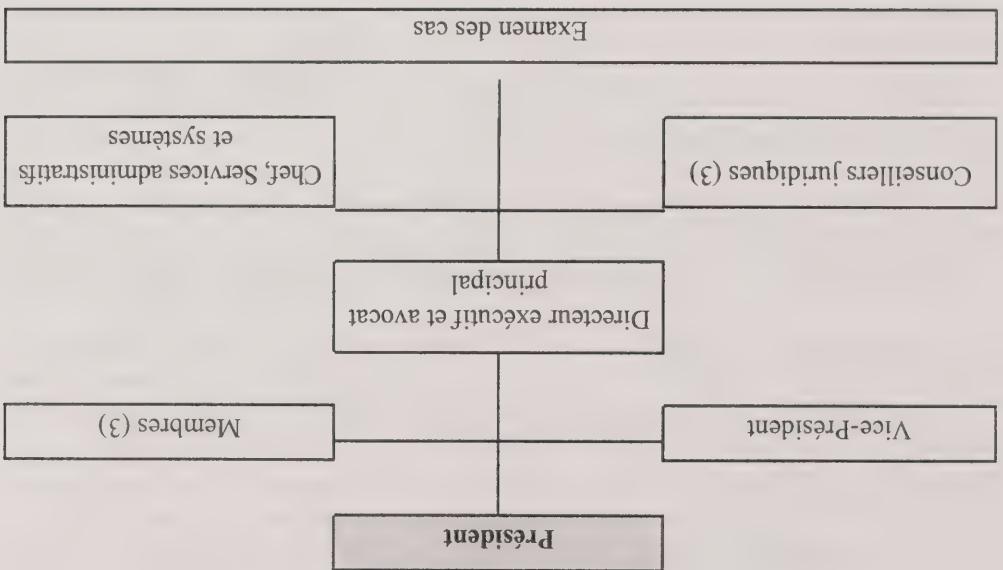 Président
Vice-Président
Membres (3)
Directeur exécutif et avocat
principal
Conseillers juridiques (3)
Chef, Services administratifs
et systèmes
Examen des cas